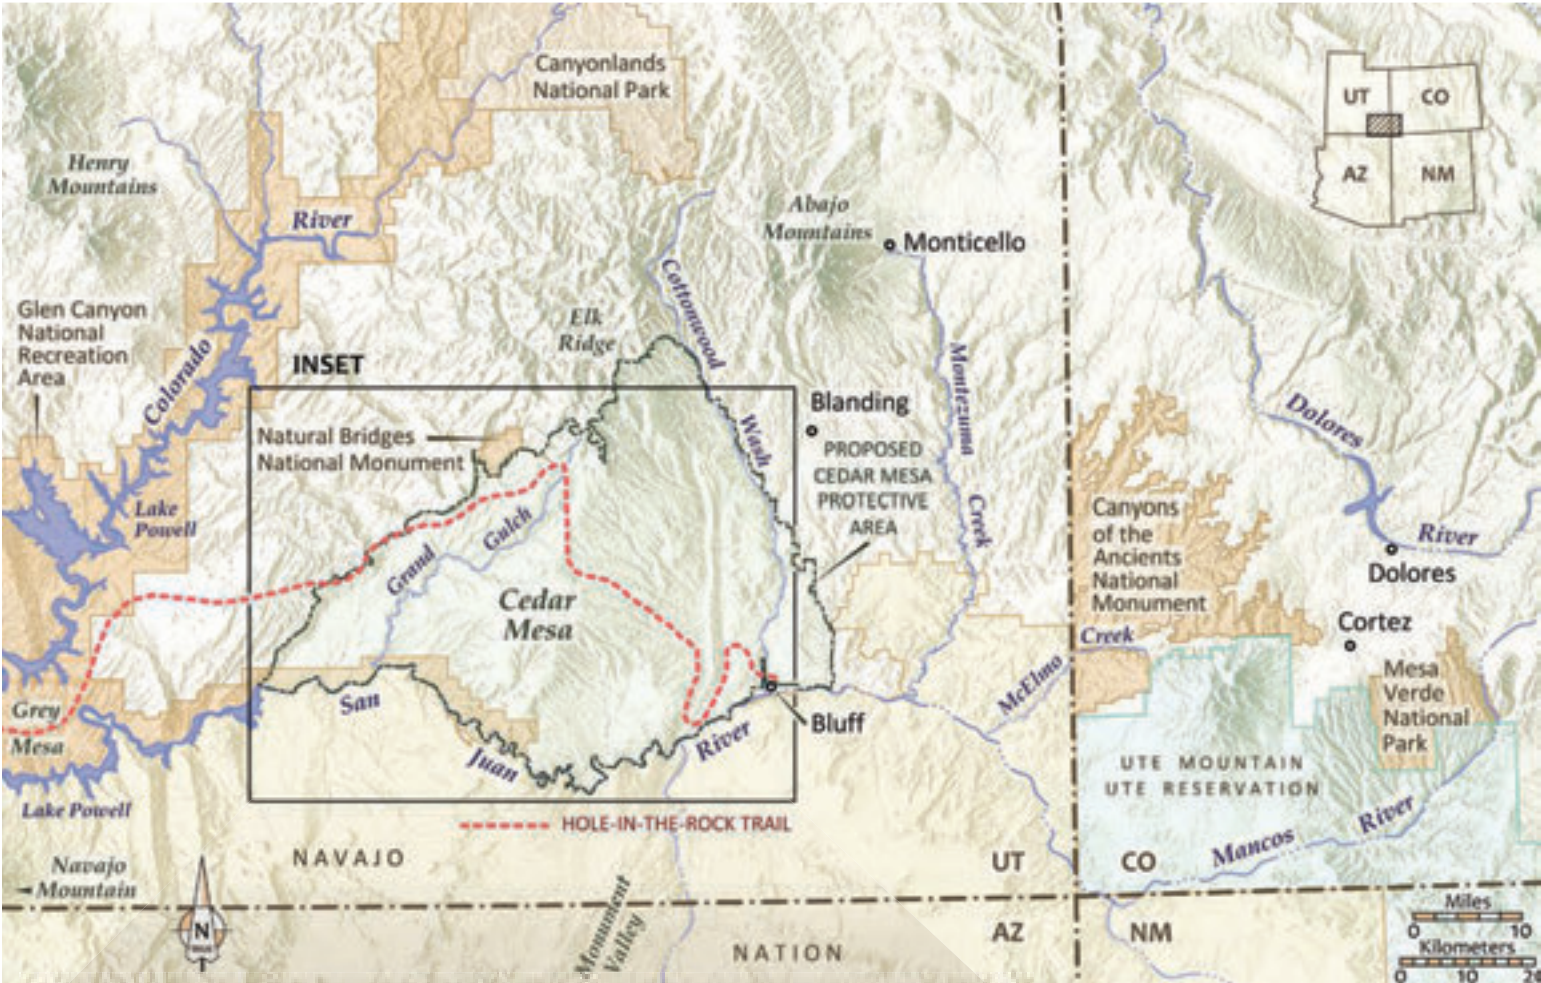 Canyonlands
National Park
Henry
Mountains
River
Abajo
Mountains
Monticello
UT
CO
AZ
NM
Glen Canyon
National
Recreation
Area
Colorado
Elk
Ridge
Cottonwood
Wash
INSET
Natural Bridges
National Monument
Blanding
PROPOSED
CEDAR MESA
PROTECTIVE
AREA
Montezuma
Creek
Dolores
River
Dolores
Canyons
of the
Ancients
National
Monument
Lake
Powell
Grand
Gulch
Cedar
Mesa
Cortez
Creek
McElmo
Mesa
Verde
National
Park
Grey
Mesa
San
Juan
River
Bluff
UTE MOUNTAIN
UTE RESERVATION
Lake Powell
HOLE-IN-THE-ROCK TRAIL
Mancos
River
Navajo
Mountain
NAVAJO
UT
CO
N
Monument
Valley
NATION
AZ
NM
Miles
0 10
Kilometers
0 10 20